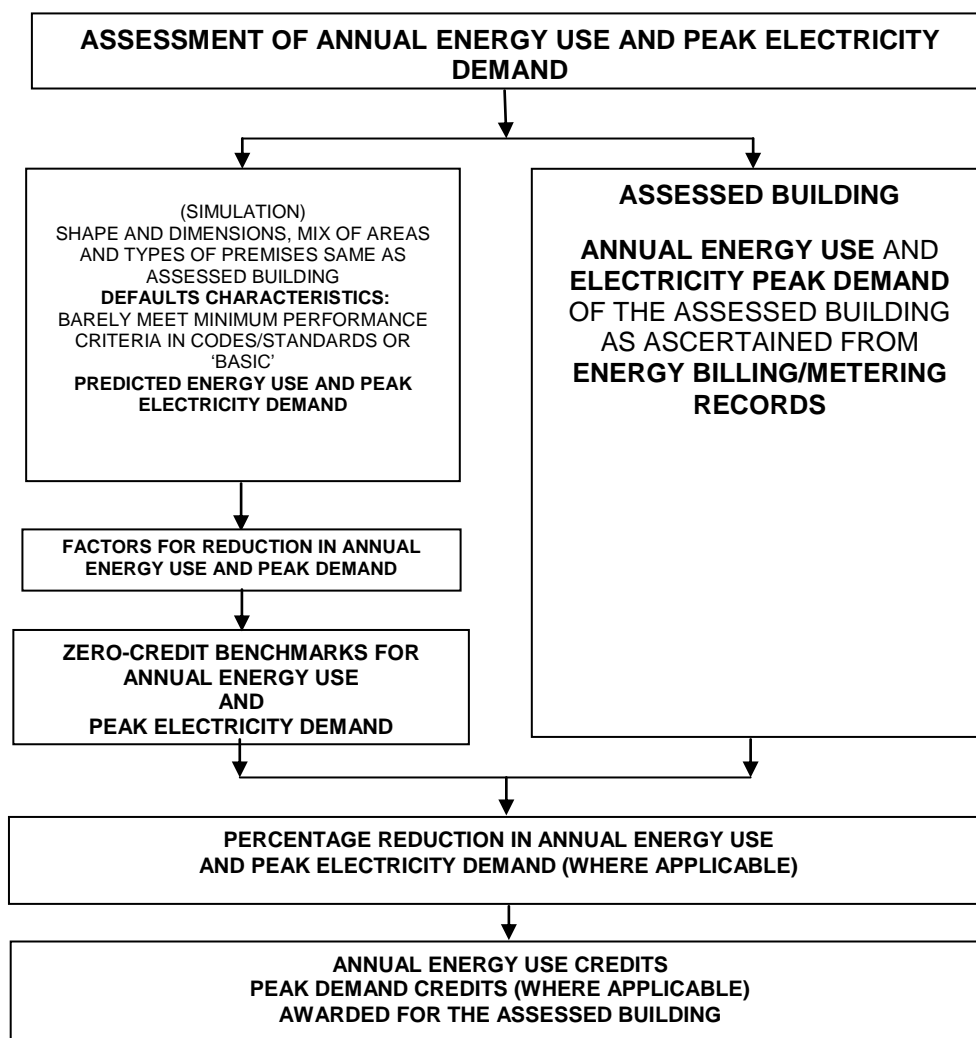 ASSESSMENT OF ANNUAL ENERGY USE AND PEAK ELECTRICITY
DEMAND
(SIMULATION)
SHAPE AND DIMENSIONS, MIX OF AREAS
AND TYPES OF PREMISES SAME AS
ASSESSED BUILDING
DEFAULTS CHARACTERISTICS:
BARELY MEET MINIMUM PERFORMANCE
CRITERIA IN CODES/STANDARDS OR
‘BASIC’
PREDICTED ENERGY USE AND PEAK
ELECTRICITY DEMAND
ASSESSED BUILDING
ANNUAL ENERGY USE AND
ELECTRICITY PEAK DEMAND
OF THE ASSESSED BUILDING
AS ASCERTAINED FROM
ENERGY BILLING/METERING
RECORDS
FACTORS FOR REDUCTION IN ANNUAL
ENERGY USE AND PEAK DEMAND
ZERO-CREDIT BENCHMARKS FOR
ANNUAL ENERGY USE
AND
PEAK ELECTRICITY DEMAND
PERCENTAGE REDUCTION IN ANNUAL ENERGY USE
AND PEAK ELECTRICITY DEMAND (WHERE APPLICABLE)
ANNUAL ENERGY USE CREDITS
PEAK DEMAND CREDITS (WHERE APPLICABLE)
AWARDED FOR THE ASSESSED BUILDING